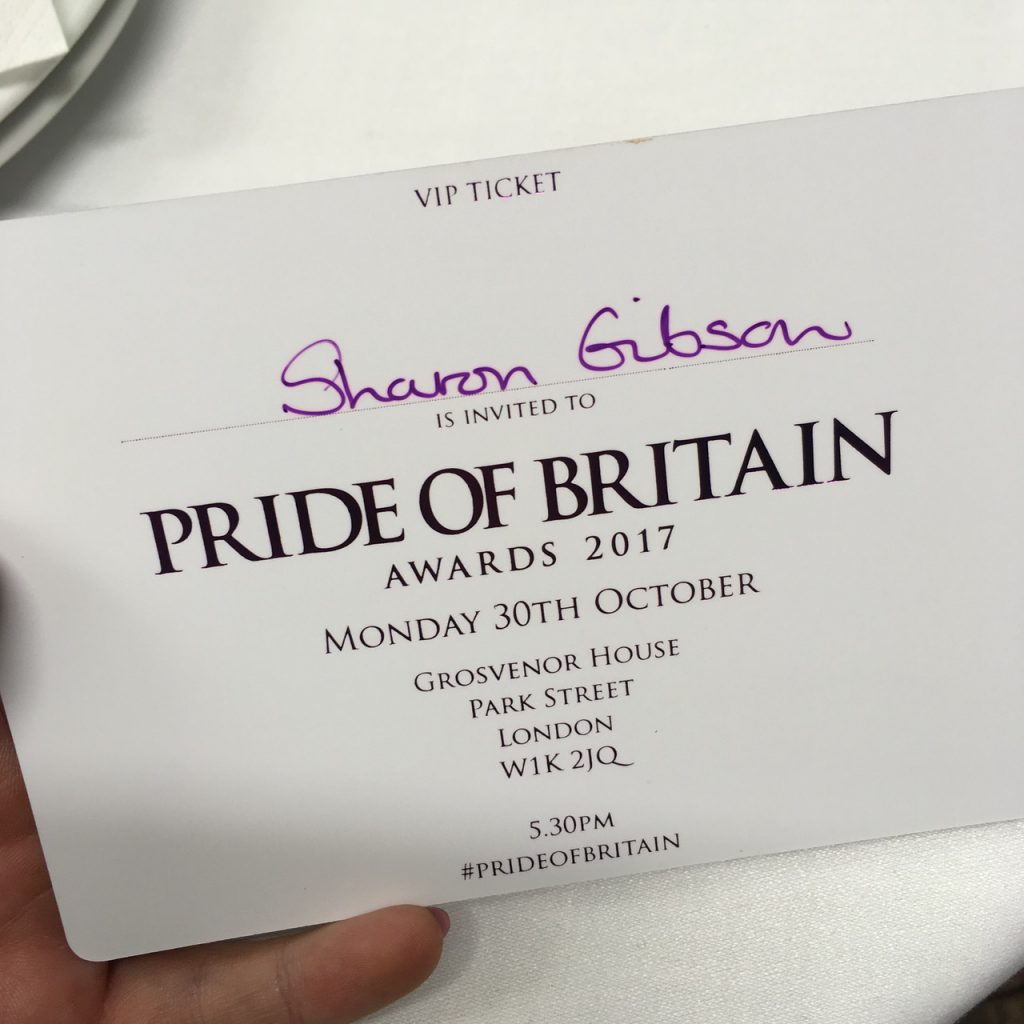 VIP TICKET
Sharon Gibson
IS INVITED TO
PRIDE OF BRITAIN
AWARDS 2017
MONDAY 30TH OCTOBER
GROSVENOR HOUSE
PARK STREET
LONDON
W1K 2JQ
5.30PM
#PRIDEOFBRITAIN